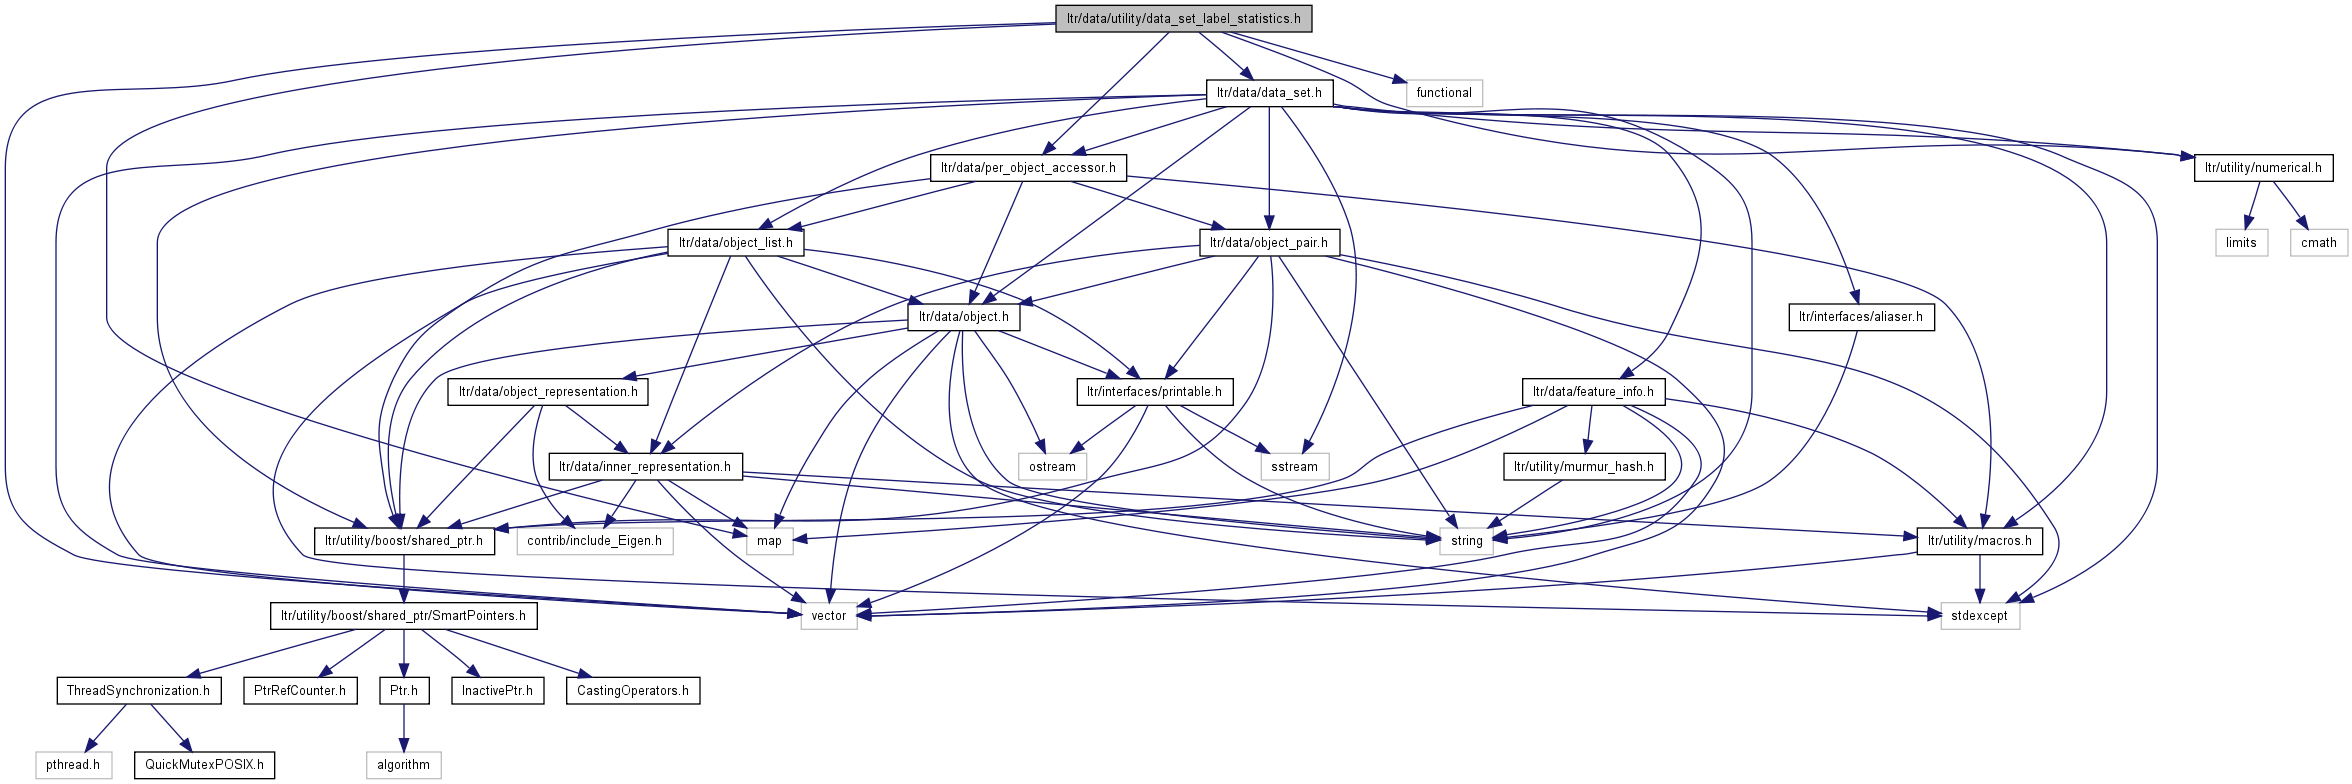 ltr/data/utility/data_set_label_statistics.h
ltr/data/data_set.h
functional
ltr/data/per_object_accessor.h
ltr/utility/numerical.h
ltr/data/object_list.h
ltr/data/object_pair.h
limits
cmath
ltr/data/object.h
ltr/interfaces/aliaser.h
ltr/data/object_representation.h
ltr/interfaces/printable.h
ltr/data/feature_info.h
ltr/data/inner_representation.h
ostream
sstream
ltr/utility/murmur_hash.h
ltr/utility/boost/shared_ptr.h
contrib/include_Eigen.h
map
string
ltr/utility/macros.h
ltr/utility/boost/shared_ptr/SmartPointers.h
vector
stdexcept
ThreadSynchronization.h
PtrRefCounter.h
Ptr.h
InactivePtr.h
CastingOperators.h
pthread.h
QuickMutexPOSIX.h
algorithm